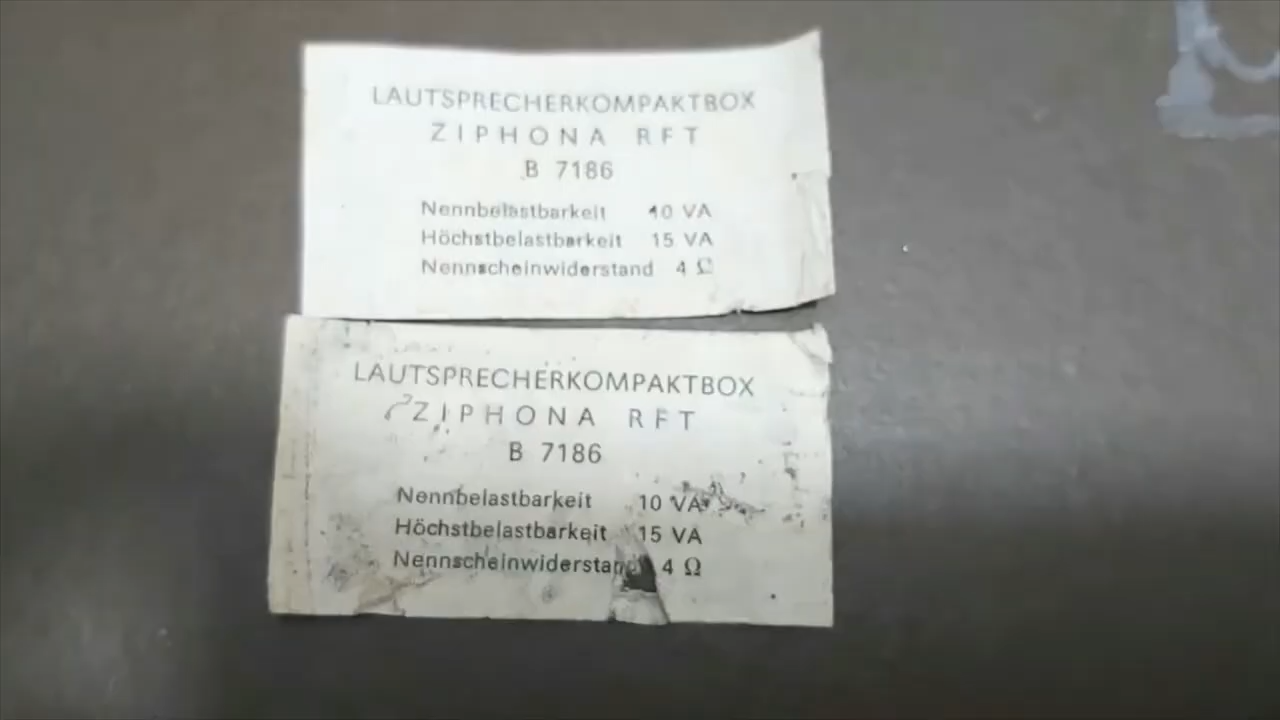 LAUTSPRECHERKOMPAKTBOX
ZIPHONA RFT
B 7186
Nennbelastbarkeit 10 VA
Höchstbelastbarkeit 15 VA
Nennscheinwiderstand 4 Ω
LAUTSPRECHERKOMPAKTBOX
ZIPHONA RFT
B 7186
Nennbelastbarkeit 10 VA
Höchstbelastbarkeit 15 VA
Nennscheinwiderstand 4 Ω